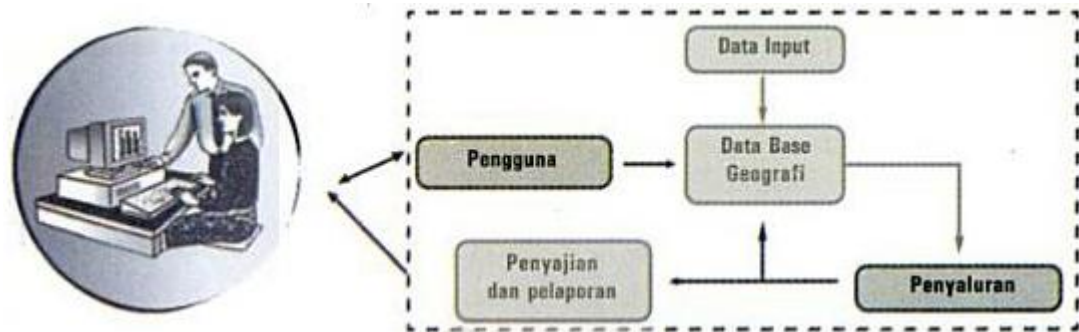 Data Input
Pengguna
Data Base
Geografi
Penyajian
dan pelaporan
Penyaluran